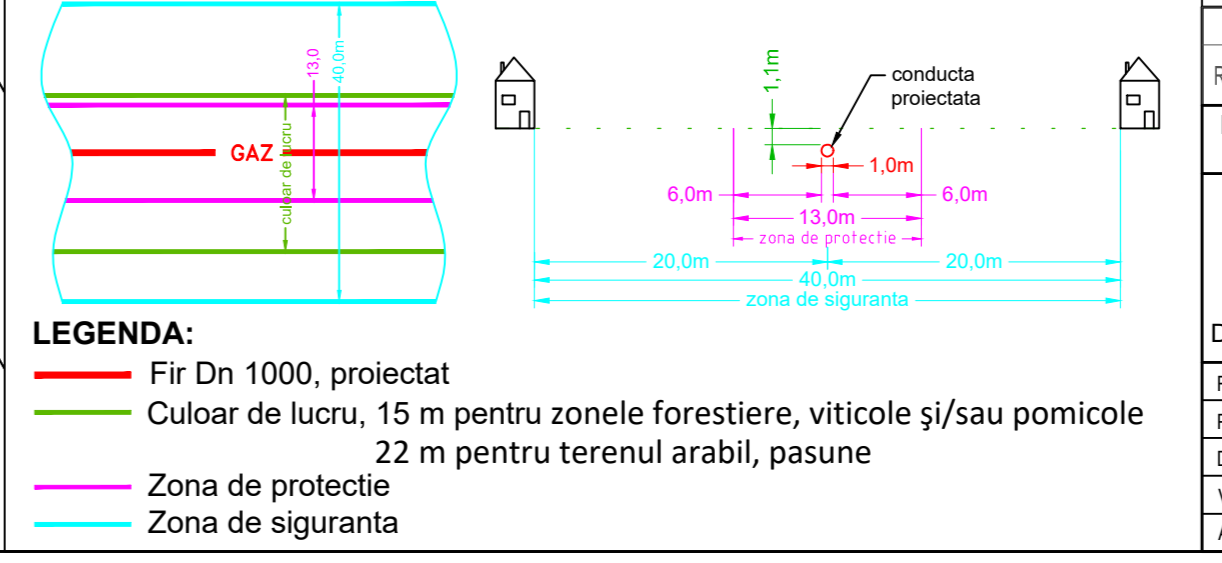 13,0
40,0m
GAZ
culoar de lucru
1,1m
conducta
proiectata
1,0m
6,0m
6,0m
13,0m
zona de protectie
20,0m
20,0m
40,0m
zona de siguranta
LEGENDA:
Fir Dn 1000, proiectat
Culoar de lucru, 15 m pentru zonele forestiere, viticole şi/sau pomicole
22 m pentru terenul arabil, pasune
Zona de protectie
Zona de siguranta